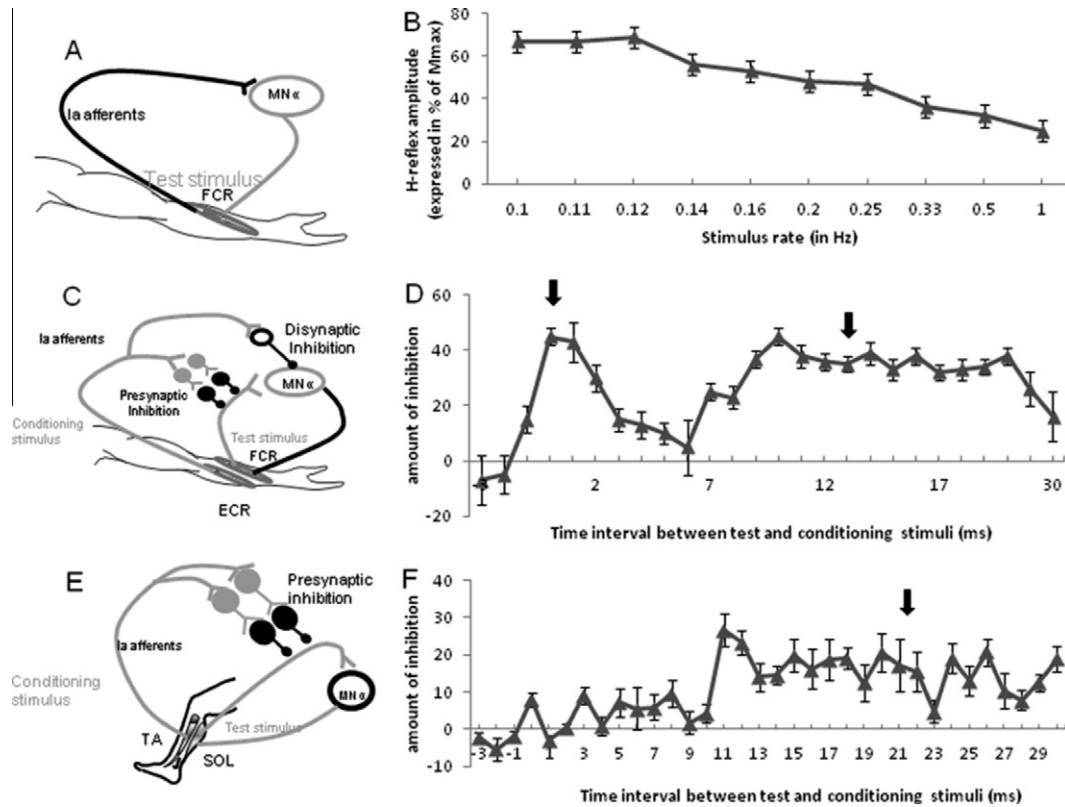 A
Ia afferents
MN α
Test stimulus
FCR
B
H-reflex amplitude
(expressed in % of Mmax)
80
60
40
20
0
0.1 0.11 0.12 0.14 0.16 0.2 0.25 0.33 0.5 1
Stimulus rate (in Hz)
C
Ia afferents
Disynaptic
Inhibition
MN α
Presynaptic
Inhibition
Conditioning
stimulus
Test stimulus
FCR
ECR
D
amount of inhibition
60
40
20
0
-20
-3 2 7 12 17 30
Time interval between test and conditioning stimuli (ms)
E
Presynaptic
inhibition
Ia afferents
Conditioning
stimulus
MN α
Test stimulus
TA
SOL
F
amount of inhibition
40
30
20
10
0
-10
-3 -1 1 3 5 7 9 11 13 15 17 19 21 23 25 27 29
Time interval between test and conditioning stimuli (ms)